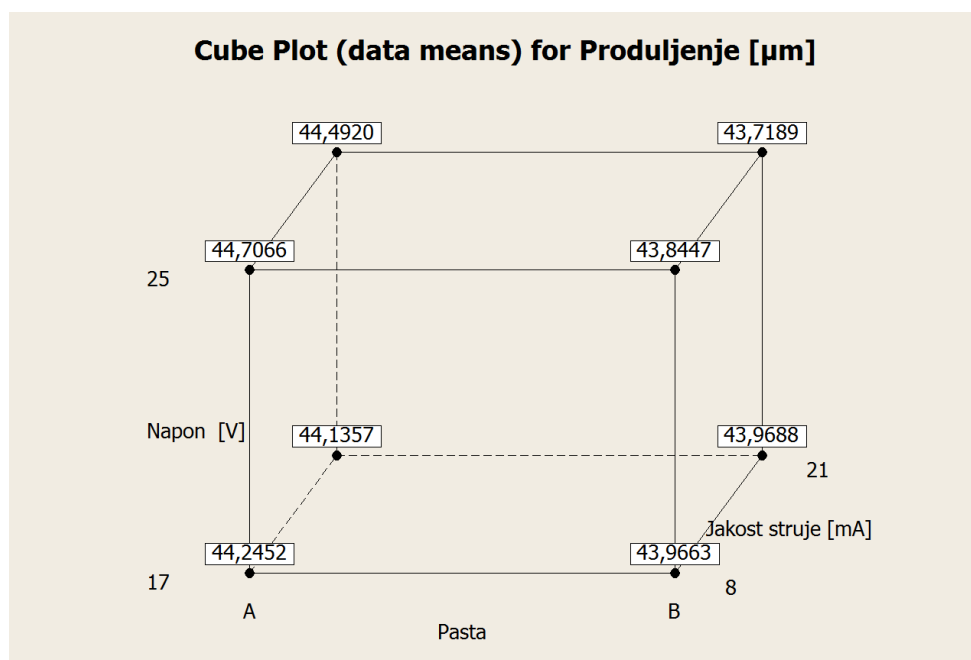 Cube Plot (data means) for Produljenje [µm]
44,4920
43,7189
44,7066
43,8447
25
Napon [V]
44,1357
43,9688
21
Jakost struje [mA]
44,2452
43,9663
17
8
A
B
Pasta